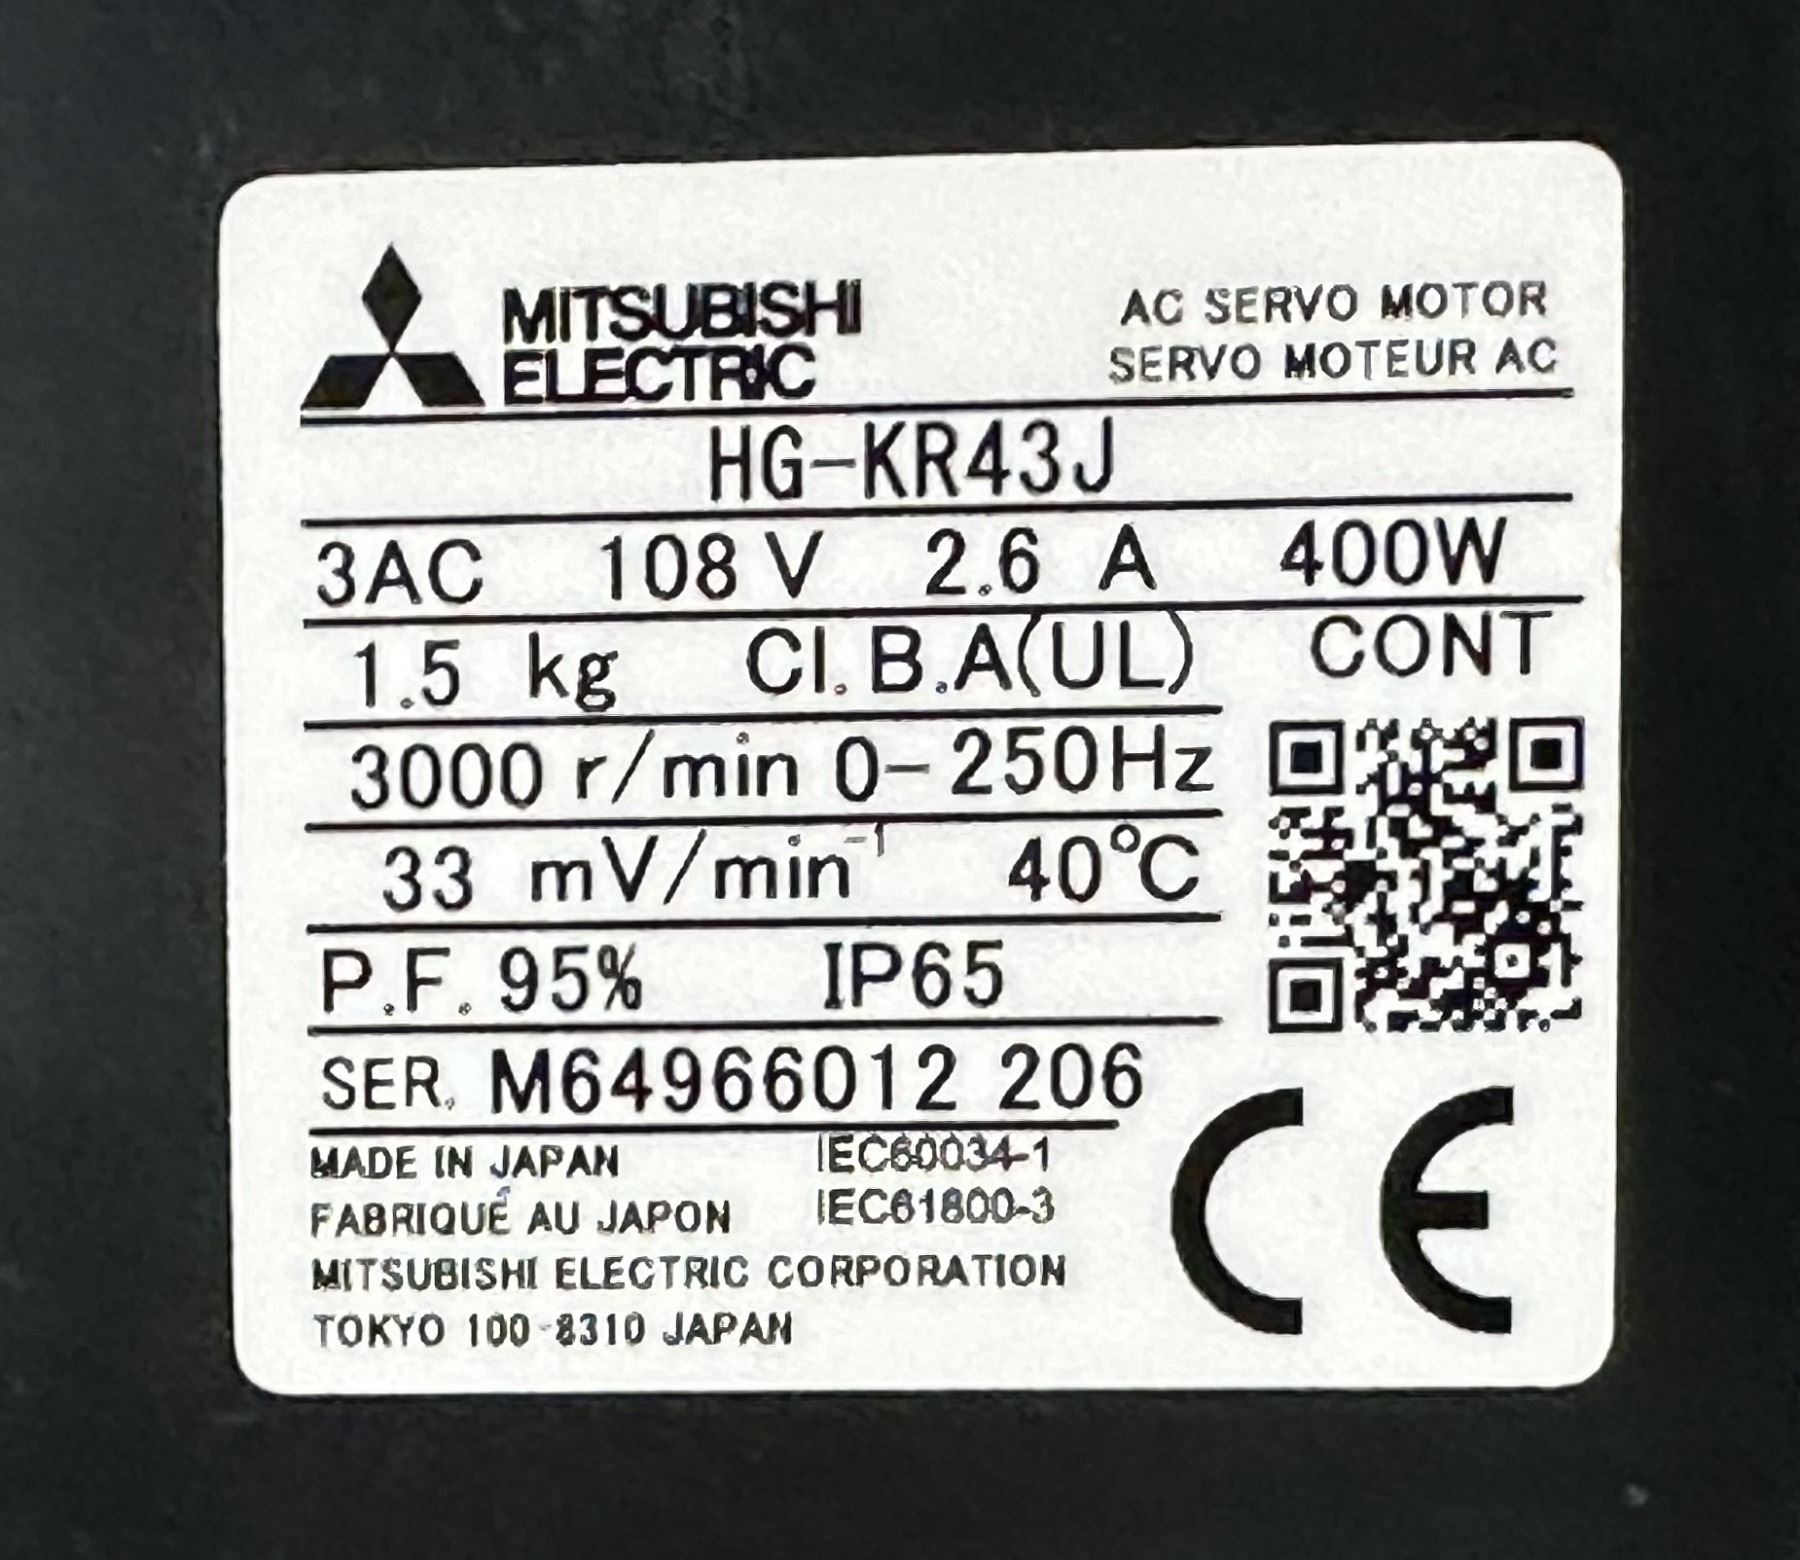 MITSUBISHI
ELECTRIC
AC SERVO MOTOR
SERVO MOTEUR AC
HG-KR43J
3AC 108 V 2.6 A 400W
1.5 kg Cl.B.A(UL) CONT
3000 r/min 0-250Hz
33 mV/min⁻¹ 40°C
P.F. 95% IP65
SER. M64966012 206
MADE IN JAPAN IEC60034-1
FABRIQUÉ AU JAPON IEC61800-3
MITSUBISHI ELECTRIC CORPORATION
TOKYO 100-8310 JAPAN
CE